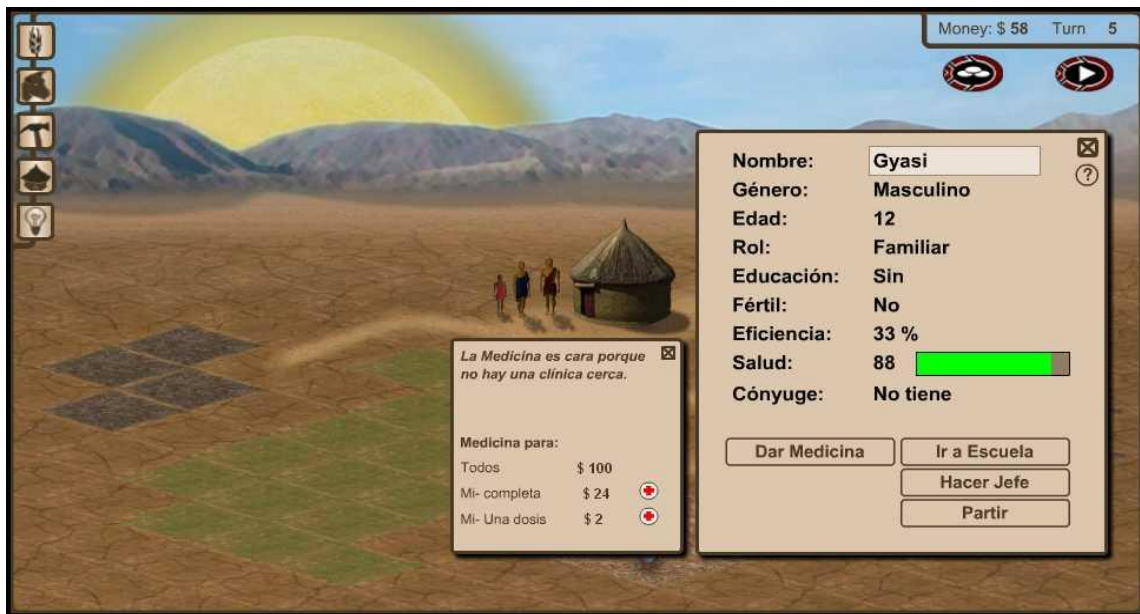 Money: $ 58 Turn 5
Nombre: Gyasi
Género: Masculino
Edad: 12
Rol: Familiar
Educación: Sin
Fértil: No
Eficiencia: 33 %
Salud: 88
Cónyuge: No tiene
Dar Medicina Ir a Escuela
Hacer Jefe
Partir
La Medicina es cara porque
no hay una clínica cerca.
Medicina para:
Todos $ 100
Mi- completa $ 24
Mi- Una dosis $ 2